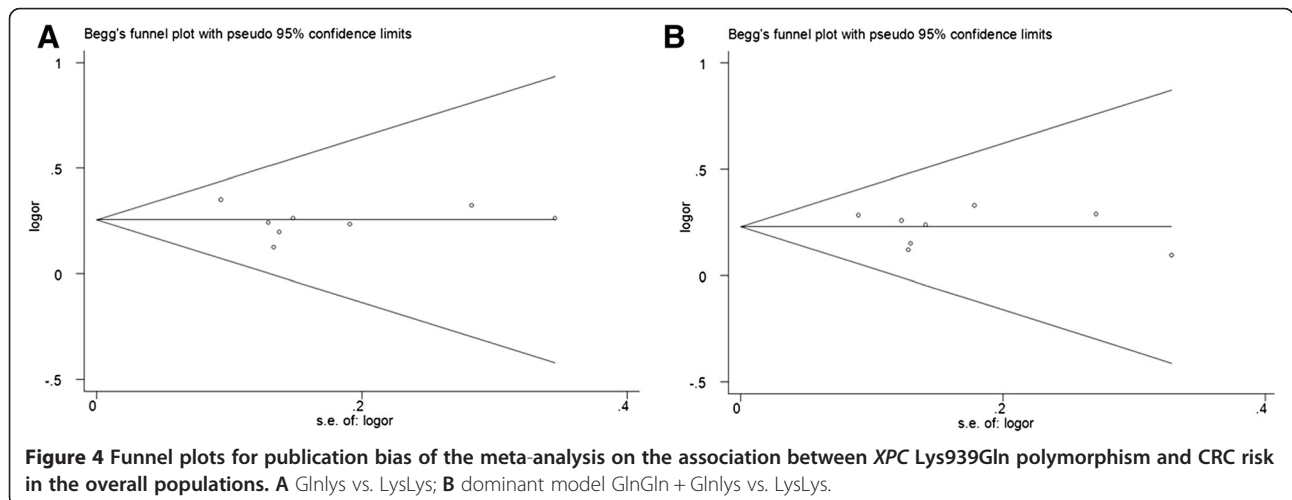 A
Begg's funnel plot with pseudo 95% confidence limits
1
.5
0
-.5
logor
0
.2
.4
s.e. of: logor
B
Begg's funnel plot with pseudo 95% confidence limits
1
.5
0
-.5
logor
0
.2
.4
s.e. of: logor
Figure 4 Funnel plots for publication bias of the meta-analysis on the association between XPC Lys939Gln polymorphism and CRC risk
in the overall populations. A Glnlys vs. LysLys; B dominant model GlnGln + Glnlys vs. LysLys.